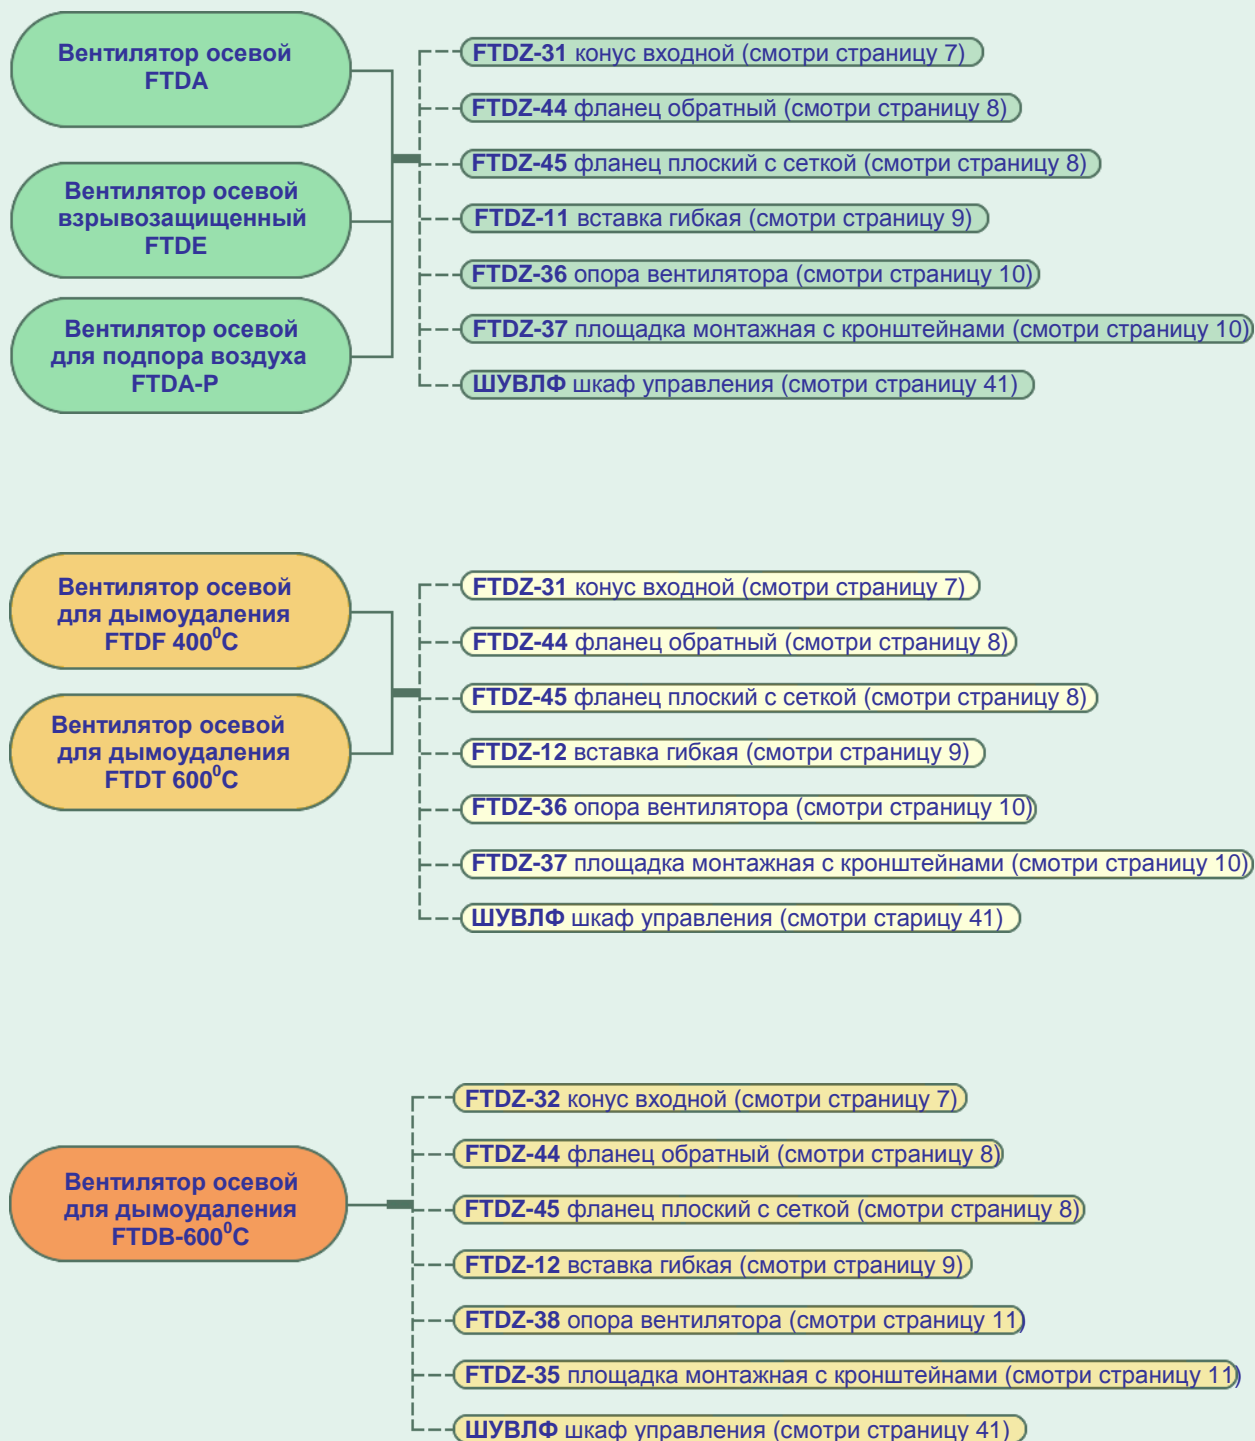 Вентилятор осевой
FTDA
Вентилятор осевой
взрывозащищенный
FTDE
Вентилятор осевой
для подпора воздуха
FTDA-P
FTDZ-31 конус входной (смотри страницу 7)
FTDZ-44 фланец обратный (смотри страницу 8)
FTDZ-45 фланец плоский с сеткой (смотри страницу 8)
FTDZ-11 вставка гибкая (смотри страницу 9)
FTDZ-36 опора вентилятора (смотри страницу 10)
FTDZ-37 площадка монтажная с кронштейнами (смотри страницу 10)
ШУВЛФ шкаф управления (смотри страницу 41)
Вентилятор осевой
для дымоудаления
FTDF 400⁰C
Вентилятор осевой
для дымоудаления
FTDT 600⁰C
FTDZ-31 конус входной (смотри страницу 7)
FTDZ-44 фланец обратный (смотри страницу 8)
FTDZ-45 фланец плоский с сеткой (смотри страницу 8)
FTDZ-12 вставка гибкая (смотри страницу 9)
FTDZ-36 опора вентилятора (смотри страницу 10)
FTDZ-37 площадка монтажная с кронштейнами (смотри страницу 10)
ШУВЛФ шкаф управления (смотри старицу 41)
Вентилятор осевой
для дымоудаления
FTDB-600⁰C
FTDZ-32 конус входной (смотри страницу 7)
FTDZ-44 фланец обратный (смотри страницу 8)
FTDZ-45 фланец плоский с сеткой (смотри страницу 8)
FTDZ-12 вставка гибкая (смотри страницу 9)
FTDZ-38 опора вентилятора (смотри страницу 11)
FTDZ-35 площадка монтажная с кронштейнами (смотри страницу 11)
ШУВЛФ шкаф управления (смотри страницу 41)